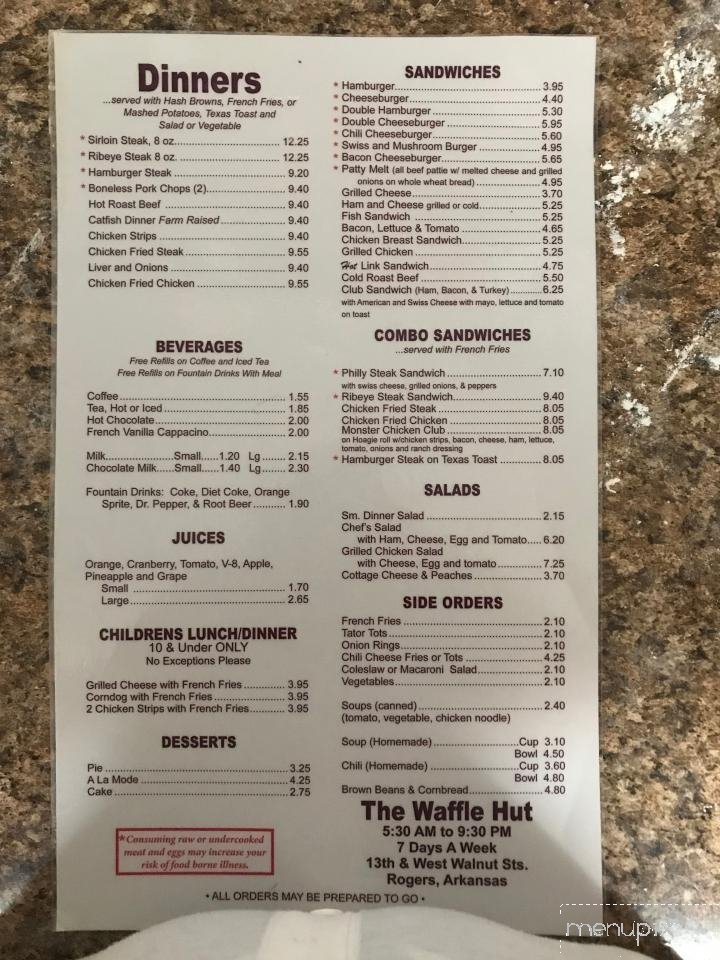 Dinners
...served with Hash Browns, French Fries, or
Mashed Potatoes, Texas Toast and
Salad or Vegetable
* Sirloin Steak, 8 oz. 12.25
* Ribeye Steak 8 oz. 12.25
* Hamburger Steak 9.20
* Boneless Pork Chops (2) 9.40
Hot Roast Beef 9.40
Catfish Dinner Farm Raised 9.40
Chicken Strips 9.40
Chicken Fried Steak 9.55
Liver and Onions 9.40
Chicken Fried Chicken 9.55
BEVERAGES
Free Refills on Coffee and Iced Tea
Free Refills on Fountain Drinks With Meal
Coffee 1.55
Tea, Hot or Iced 1.85
Hot Chocolate 2.00
French Vanilla Cappacino 2.00
Milk Small 1.20 Lg 2.15
Chocolate Milk Small 1.40 Lg 2.30
Fountain Drinks: Coke, Diet Coke, Orange
Sprite, Dr. Pepper, & Root Beer 1.90
JUICES
Orange, Cranberry, Tomato, V-8, Apple,
Pineapple and Grape
Small 1.70
Large 2.65
CHILDRENS LUNCH/DINNER
10 & Under ONLY
No Exceptions Please
Grilled Cheese with French Fries 3.95
Corndog with French Fries 3.95
2 Chicken Strips with French Fries 3.95
DESSERTS
Pie 3.25
A La Mode 4.25
Cake 2.75
*Consuming raw or undercooked
meat and eggs may increase your
risk of food borne illness.
SANDWICHES
* Hamburger 3.95
* Cheeseburger 4.40
* Double Hamburger 5.30
* Double Cheeseburger 5.95
* Chili Cheeseburger 5.60
* Swiss and Mushroom Burger 4.95
* Bacon Cheeseburger 5.65
* Patty Melt (all beef pattie w/ melted cheese and grilled
onions on whole wheat bread) 4.95
Grilled Cheese 3.70
Ham and Cheese grilled or cold 5.25
Fish Sandwich 5.25
Bacon, Lettuce & Tomato 4.65
Chicken Breast Sandwich 5.25
Grilled Chicken 5.25
Hot Link Sandwich 4.75
Cold Roast Beef 5.50
Club Sandwich (Ham, Bacon, & Turkey) 6.25
with American and Swiss Cheese with mayo, lettuce and tomato
on toast
COMBO SANDWICHES
...served with French Fries
* Philly Steak Sandwich 7.10
with swiss cheese, grilled onions, & peppers
* Ribeye Steak Sandwich 9.40
Chicken Fried Steak 8.05
Chicken Fried Chicken 8.05
Monster Chicken Club 8.05
on Hoagie roll w/chicken strips, bacon, cheese, ham, lettuce,
tomato, onions and ranch dressing
* Hamburger Steak on Texas Toast 8.05
SALADS
Sm. Dinner Salad 2.15
Chef's Salad
with Ham, Cheese, Egg and Tomato 6.20
Grilled Chicken Salad
with Cheese, Egg and tomato 7.25
Cottage Cheese & Peaches 3.70
SIDE ORDERS
French Fries 2.10
Tator Tots 2.10
Onion Rings 2.10
Chili Cheese Fries or Tots 4.25
Coleslaw or Macaroni Salad 2.10
Vegetables 2.10
Soups (canned) 2.40
(tomato, vegetable, chicken noodle)
Soup (Homemade) Cup 3.10
Bowl 4.50
Chili (Homemade) Cup 3.60
Bowl 4.80
Brown Beans & Cornbread 4.80
The Waffle Hut
5:30 AM to 9:30 PM
7 Days A Week
13th & West Walnut Sts.
Rogers, Arkansas
• ALL ORDERS MAY BE PREPARED TO GO •
menupix